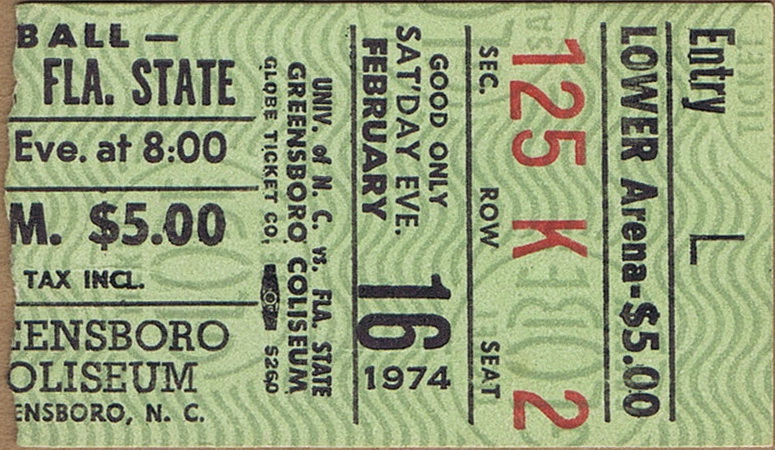 BALL —
FLA. STATE
Eve. at 8:00
M. $5.00
TAX INCL.
EENSBORO
OLISEUM
ENSBORO, N. C.
UNIV. of N. C. vs. FLA. STATE
GREENSBORO COLISEUM
GLOBE TICKET CO. 5260
GOOD ONLY
SAT'DAY EVE.
FEBRUARY
16
1974
SEC. ROW SEAT
125 K 2
LOWER Arena-$5.00
Entry L
TICKET